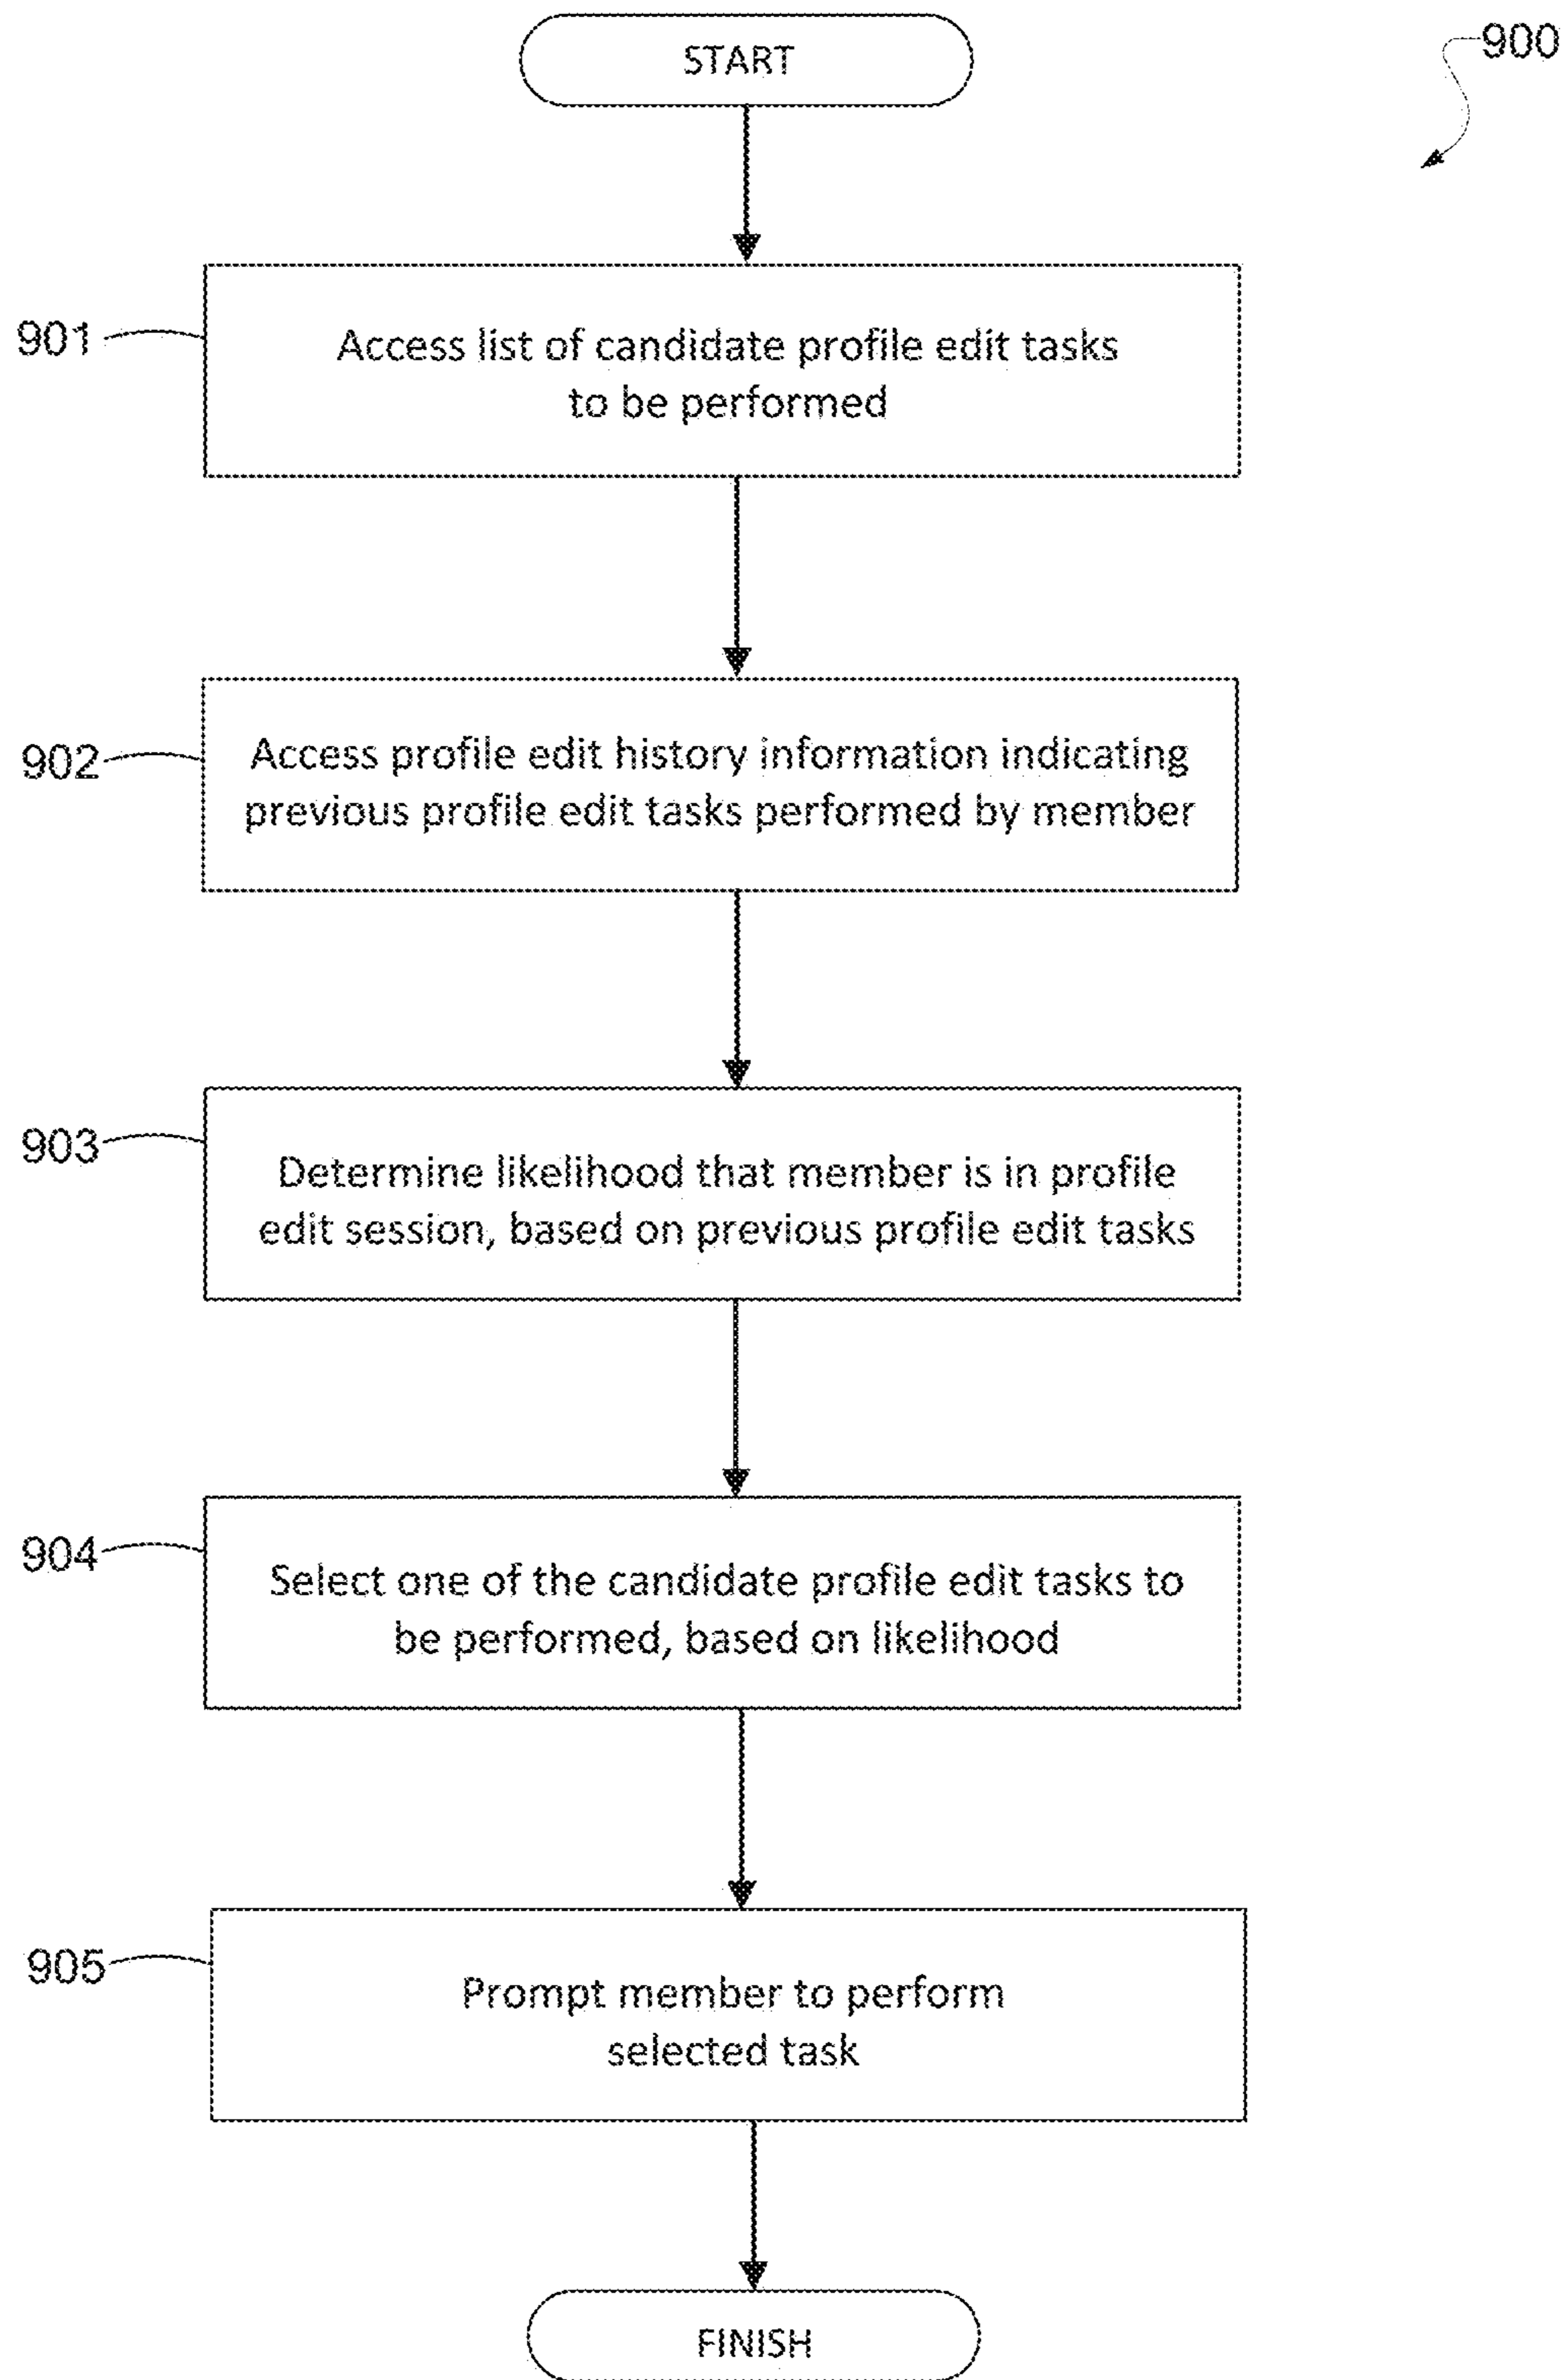 START
900
901
Access list of candidate profile edit tasks
to be performed
902
Access profile edit history information indicating
previous profile edit tasks performed by member
903
Determine likelihood that member is in profile
edit session, based on previous profile edit tasks
904
Select one of the candidate profile edit tasks to
be performed, based on likelihood
905
Prompt member to perform
selected task
FINISH